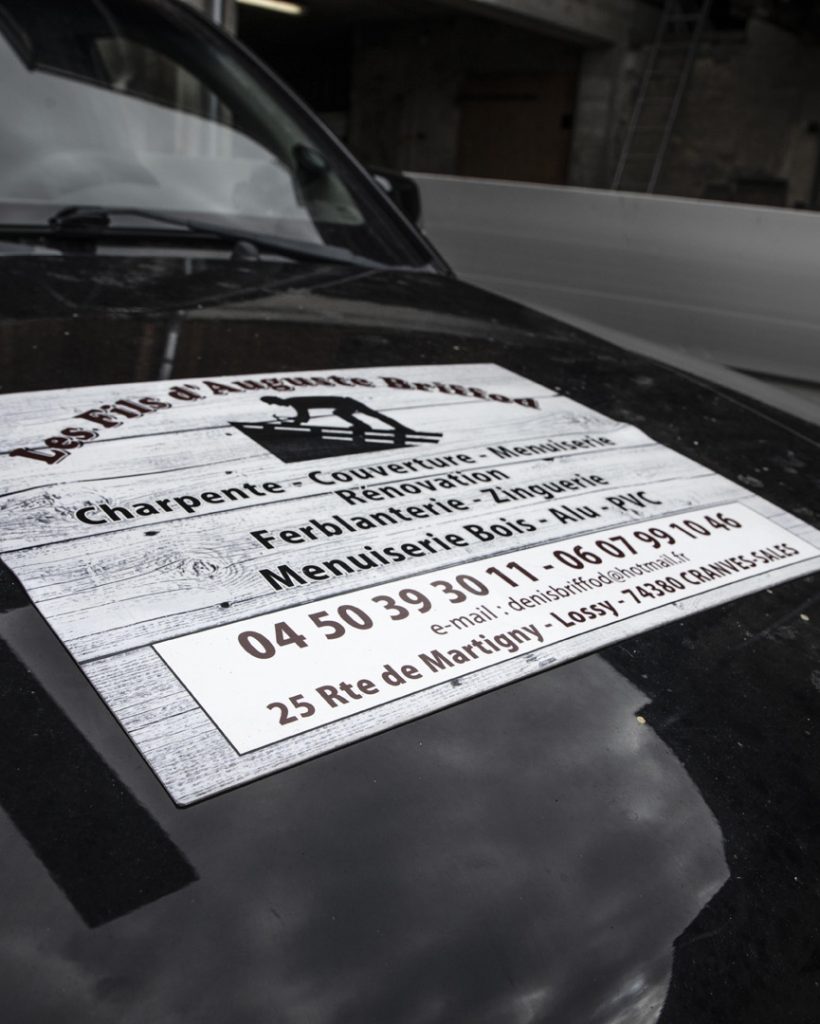 Les Fils d'Auguste Briffod
Charpente - Couverture - Menuiserie
Rénovation
Ferblanterie - Zinguerie
Menuiserie Bois - Alu - PVC
04 50 39 30 11 - 06 07 99 10 46
e-mail : denisbriffod@hotmail.fr
25 Rte de Martigny - Lossy - 74380 CRANVES-SALES